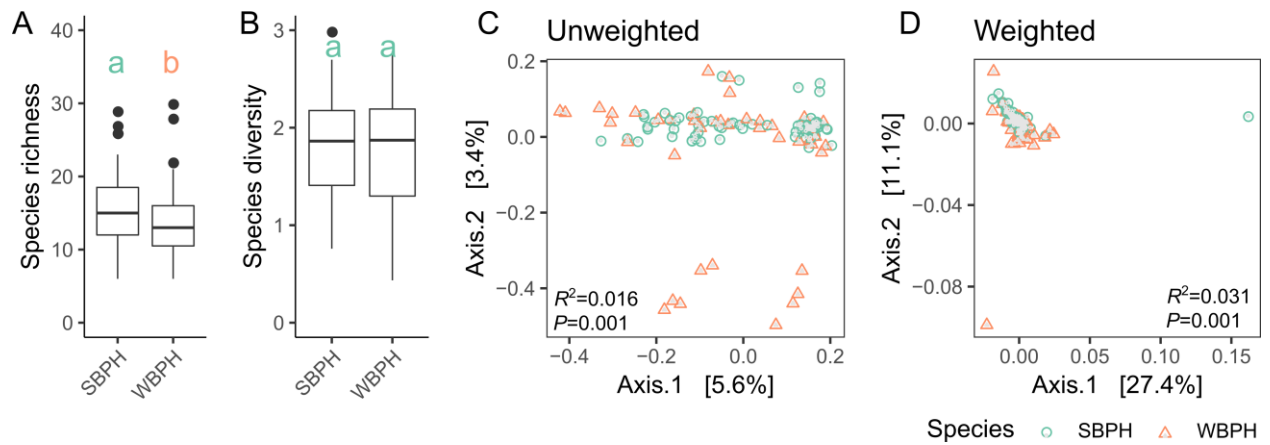 A
Species richness
40
30
20
10
0
a
b
SBPH
WBPH
B
Species diversity
3
2
1
0
a
a
SBPH
WBPH
C
Unweighted
Axis.2 [3.4%]
0.2
0.0
−0.2
−0.4
R²=0.016
P=0.001
−0.4 −0.2 0.0 0.2
Axis.1 [5.6%]
D
Weighted
Axis.2 [11.1%]
0.00
−0.04
−0.08
R²=0.031
P=0.001
0.00 0.05 0.10 0.15
Axis.1 [27.4%]
Species SBPH WBPH